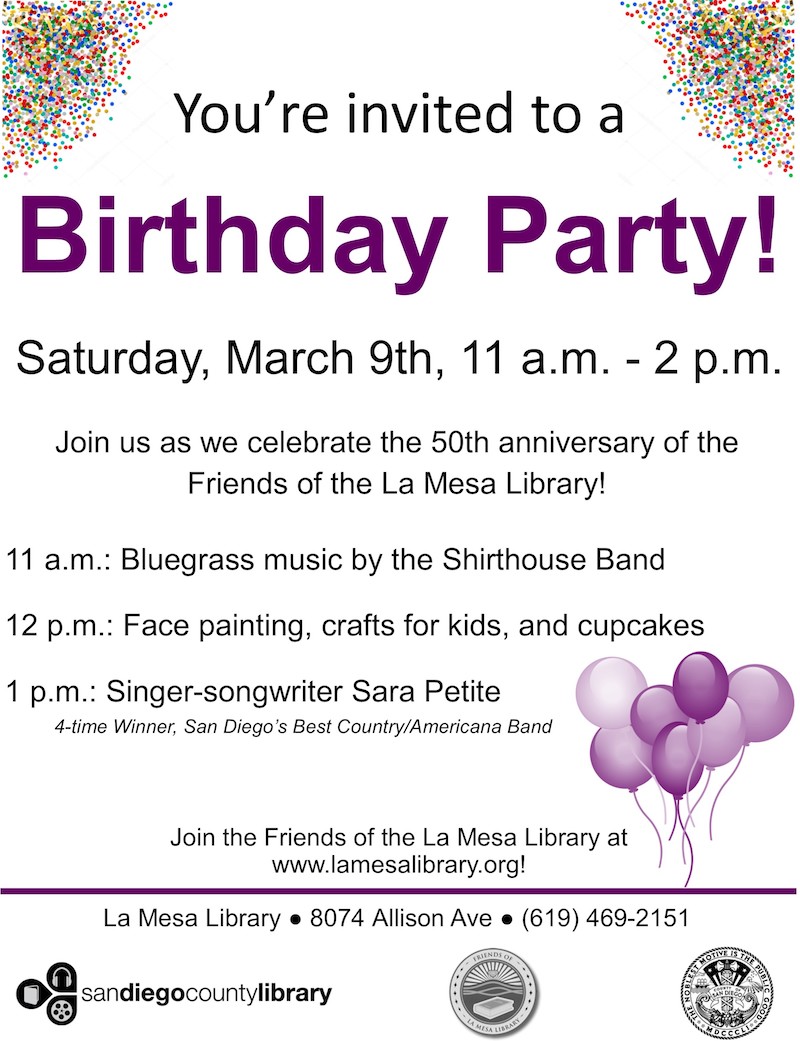 You’re invited to a
Birthday Party!
Saturday, March 9th, 11 a.m. - 2 p.m.
Join us as we celebrate the 50th anniversary of the
Friends of the La Mesa Library!
11 a.m.: Bluegrass music by the Shirthouse Band
12 p.m.: Face painting, crafts for kids, and cupcakes
1 p.m.: Singer-songwriter Sara Petite
4-time Winner, San Diego’s Best Country/Americana Band
Join the Friends of the La Mesa Library at
www.lamesalibrary.org!
La Mesa Library ● 8074 Allison Ave ● (619) 469-2151
sandiegocountylibrary
FRIENDS OF
LA MESA LIBRARY
THE NOBLEST MOTIVE IS THE PUBLIC GOOD
COUNTY OF
SAN DIEGO
MDCCCLI